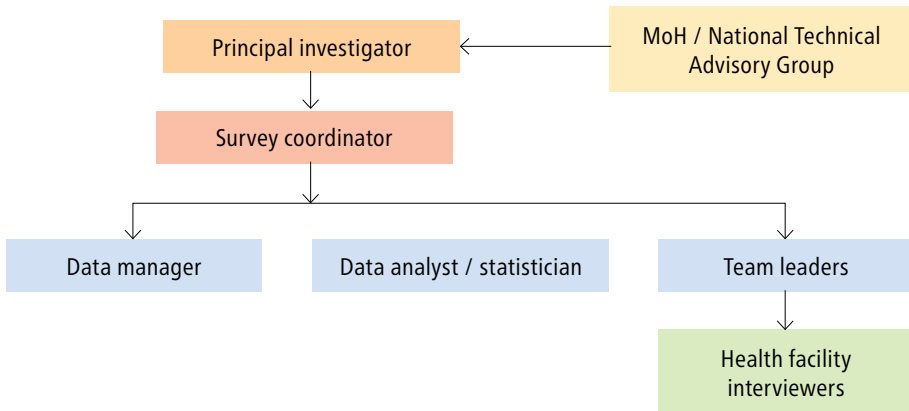 Principal investigator
MoH / National Technical
Advisory Group
Survey coordinator
Data manager
Data analyst / statistician
Team leaders
Health facility
interviewers